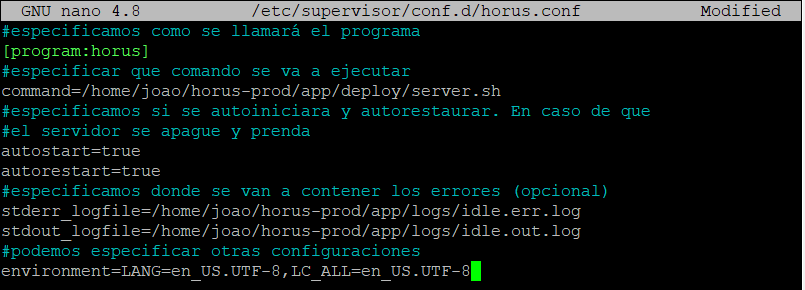 GNU nano 4.8 /etc/supervisor/conf.d/horus.conf Modified
#especificamos como se llamará el programa
[program:horus]
#especificar que comando se va a ejecutar
command=/home/joao/horus-prod/app/deploy/server.sh
#especificamos si se autoiniciara y autorestaurar. En caso de que
#el servidor se apague y prenda
autostart=true
autorestart=true
#especificamos donde se van a contener los errores (opcional)
stderr_logfile=/home/joao/horus-prod/app/logs/idle.err.log
stdout_logfile=/home/joao/horus-prod/app/logs/idle.out.log
#podemos especificar otras configuraciones
environment=LANG=en_US.UTF-8,LC_ALL=en_US.UTF-8